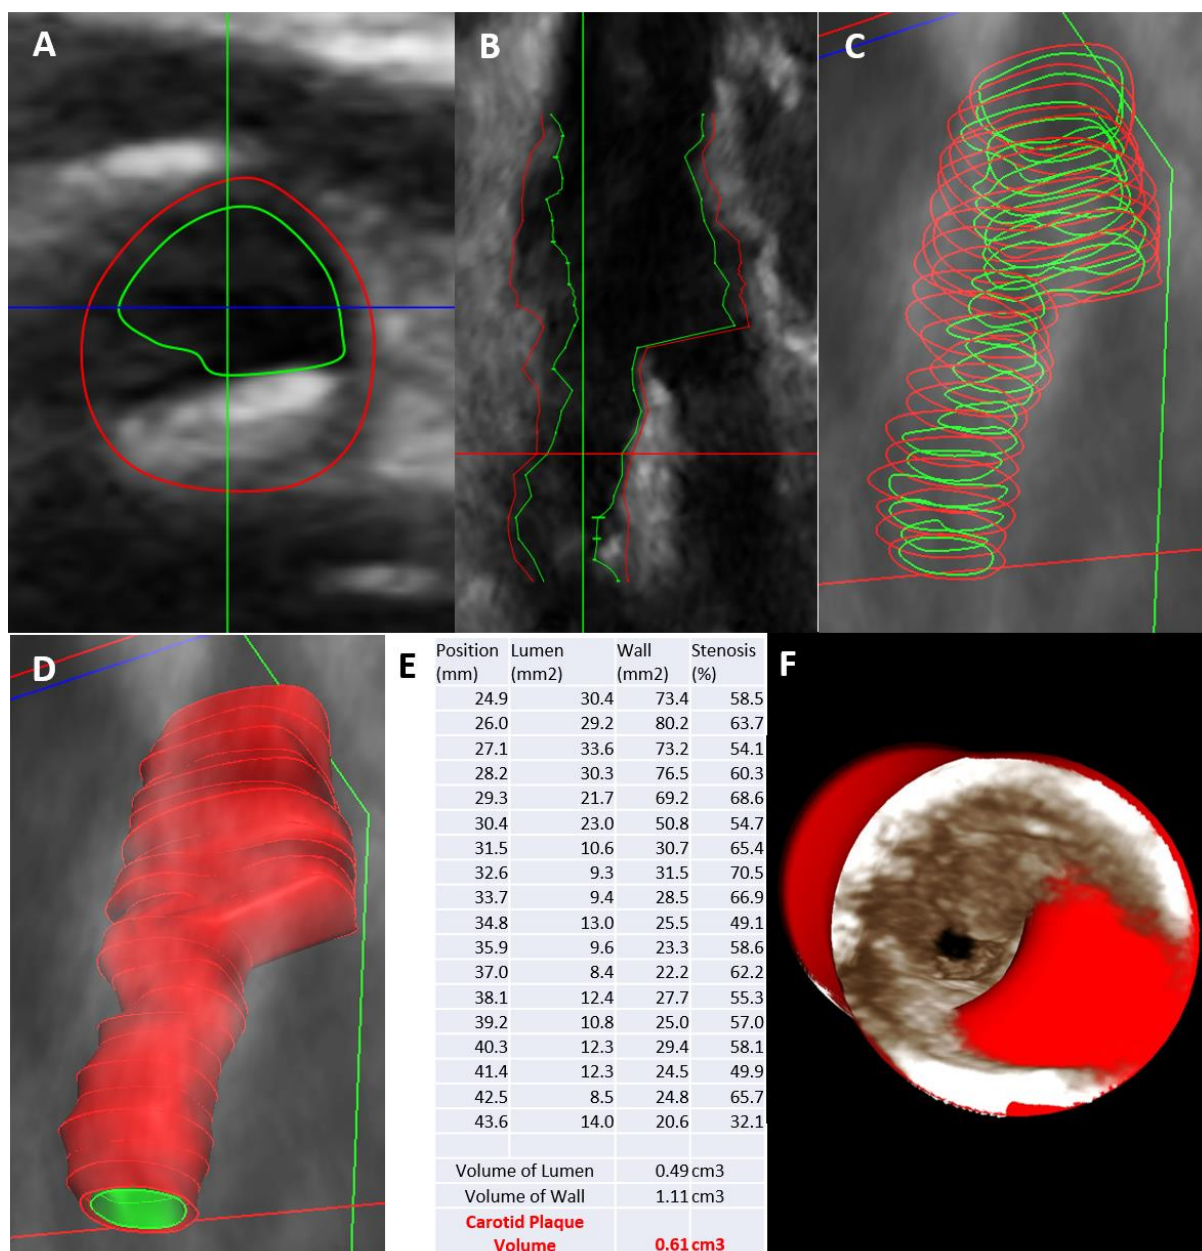 A
B
C
D
E
Position Lumen Wall Stenosis
(mm) (mm2) (mm2) (%)
24.9 30.4 73.4 58.5
26.0 29.2 80.2 63.7
27.1 33.6 73.2 54.1
28.2 30.3 76.5 60.3
29.3 21.7 69.2 68.6
30.4 23.0 50.8 54.7
31.5 10.6 30.7 65.4
32.6 9.3 31.5 70.5
33.7 9.4 28.5 66.9
34.8 13.0 25.5 49.1
35.9 9.6 23.3 58.6
37.0 8.4 22.2 62.2
38.1 12.4 27.7 55.3
39.2 10.8 25.0 57.0
40.3 12.3 29.4 58.1
41.4 12.3 24.5 49.9
42.5 8.5 24.8 65.7
43.6 14.0 20.6 32.1
Volume of Lumen 0.49 cm3
Volume of Wall 1.11 cm3
Carotid Plaque
Volume 0.61 cm3
F